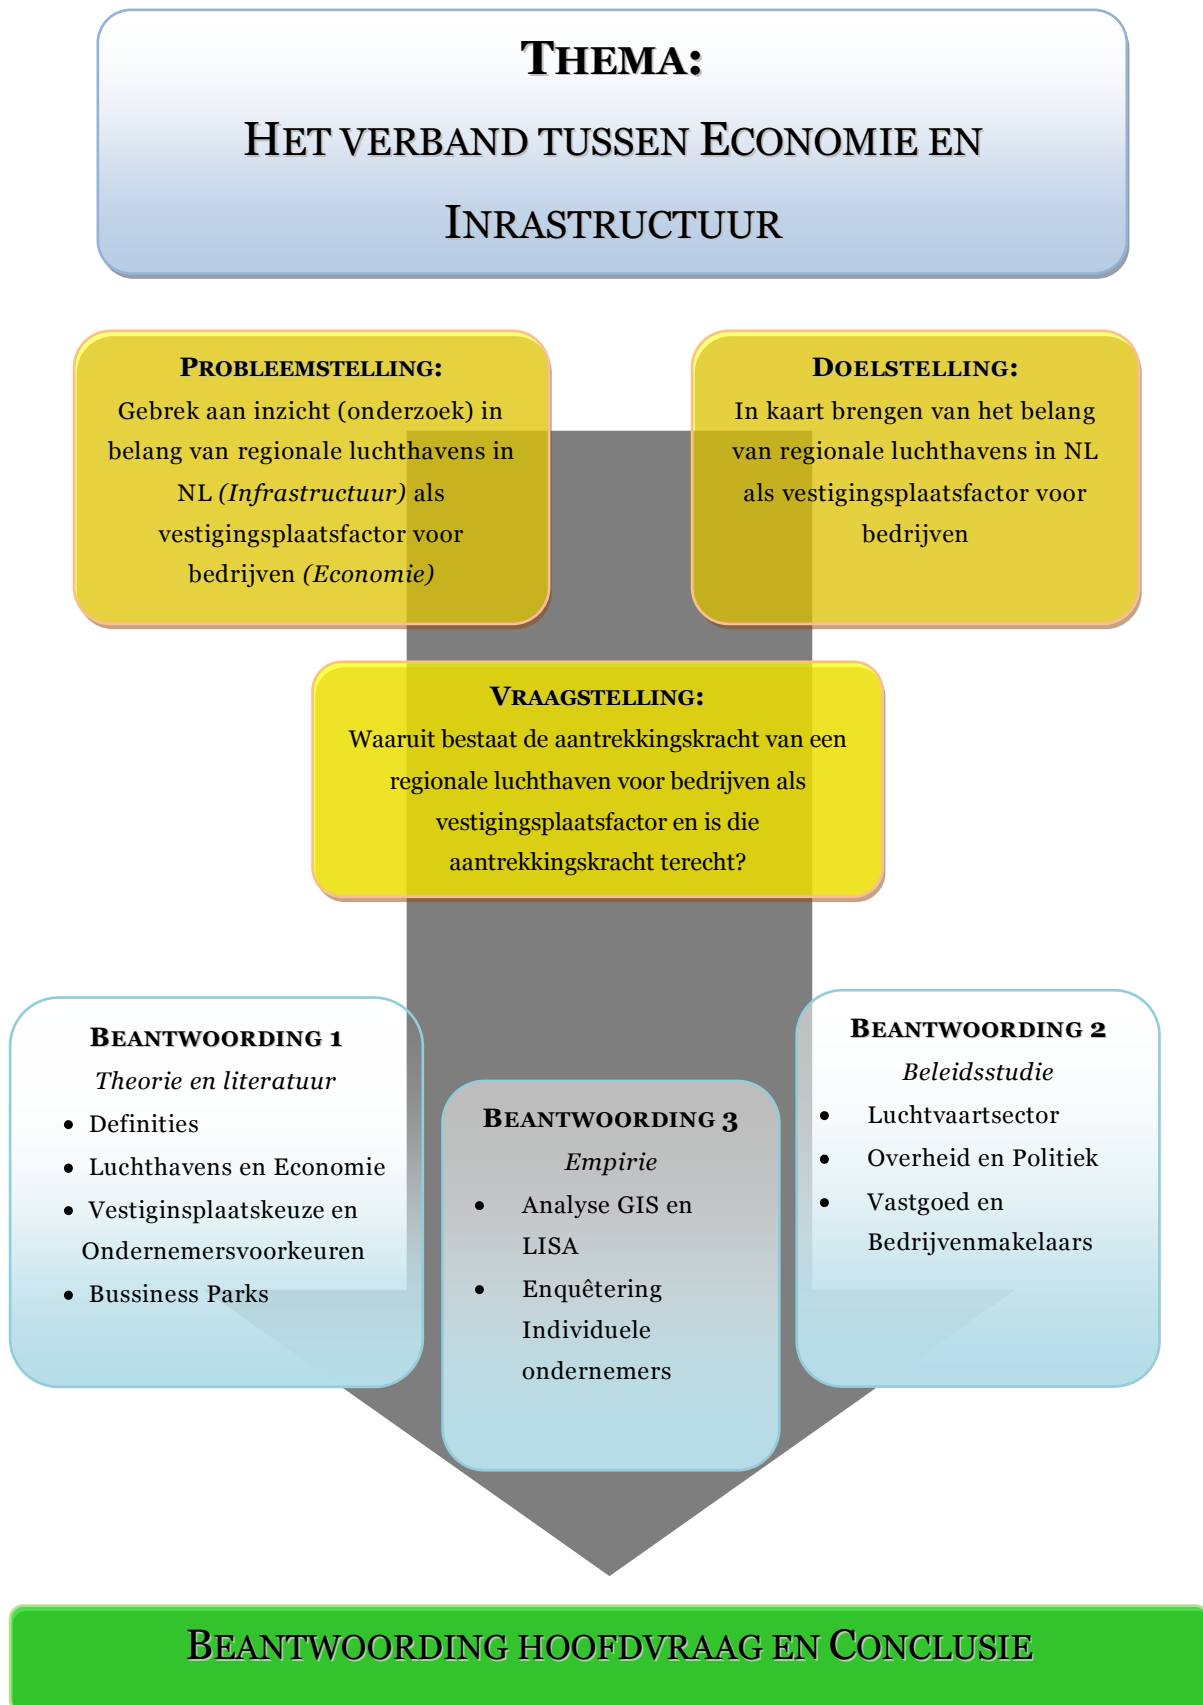 THEMA:
HET VERBAND TUSSEN ECONOMIE EN
INRASTRUCTUUR
PROBLEEMSTELLING:
Gebrek aan inzicht (onderzoek) in
belang van regionale luchthavens in
NL (Infrastructuur) als
vestigingsplaatsfactor voor
bedrijven (Economie)
DOELSTELLING:
In kaart brengen van het belang
van regionale luchthavens in NL
als vestigingsplaatsfactor voor
bedrijven
VRAAGSTELLING:
Waaruit bestaat de aantrekkingskracht van een
regionale luchthaven voor bedrijven als
vestigingsplaatsfactor en is die
aantrekkingskracht terecht?
BEANTWOORDING 1
Theorie en literatuur
• Definities
• Luchthavens en Economie
• Vestiginsplaatskeuze en
Ondernemersvoorkeuren
• Bussiness Parks
BEANTWOORDING 3
Empirie
• Analyse GIS en
LISA
• Enquêtering
Individuele
ondernemers
BEANTWOORDING 2
Beleidsstudie
• Luchtvaartsector
• Overheid en Politiek
• Vastgoed en
Bedrijvenmakelaars
BEANTWOORDING HOOFDVRAAG EN CONCLUSIE